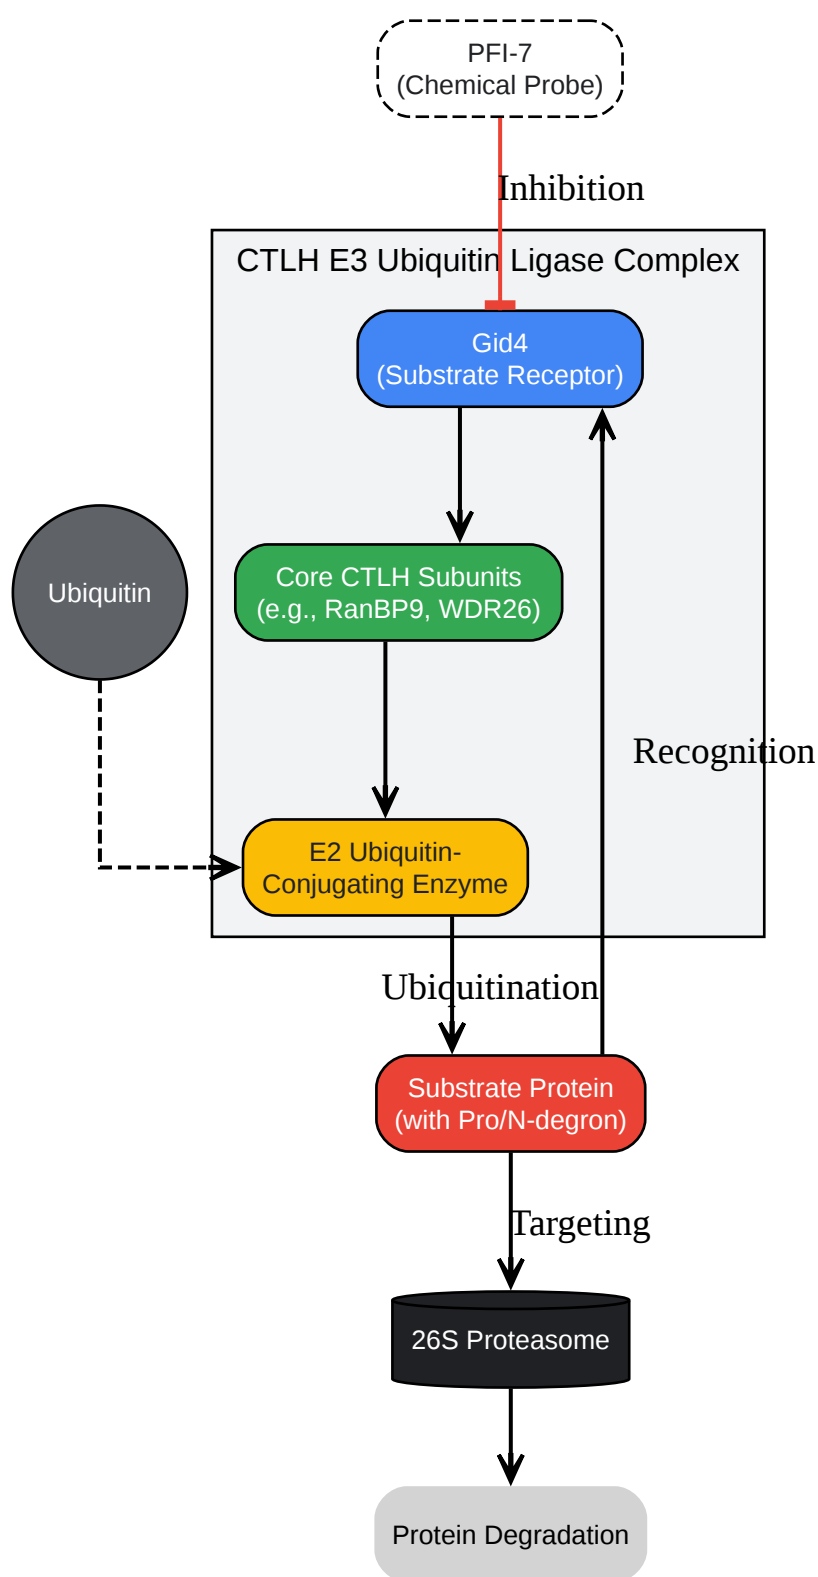 PFI-7
(Chemical Probe)
Inhibition
CTLH E3 Ubiquitin Ligase Complex
Gid4
(Substrate Receptor)
Core CTLH Subunits
(e.g., RanBP9, WDR26)
Ubiquitin
Recognition
E2 Ubiquitin-
Conjugating Enzyme
Ubiquitination
Substrate Protein
(with Pro/N-degron)
Targeting
26S Proteasome
Protein Degradation